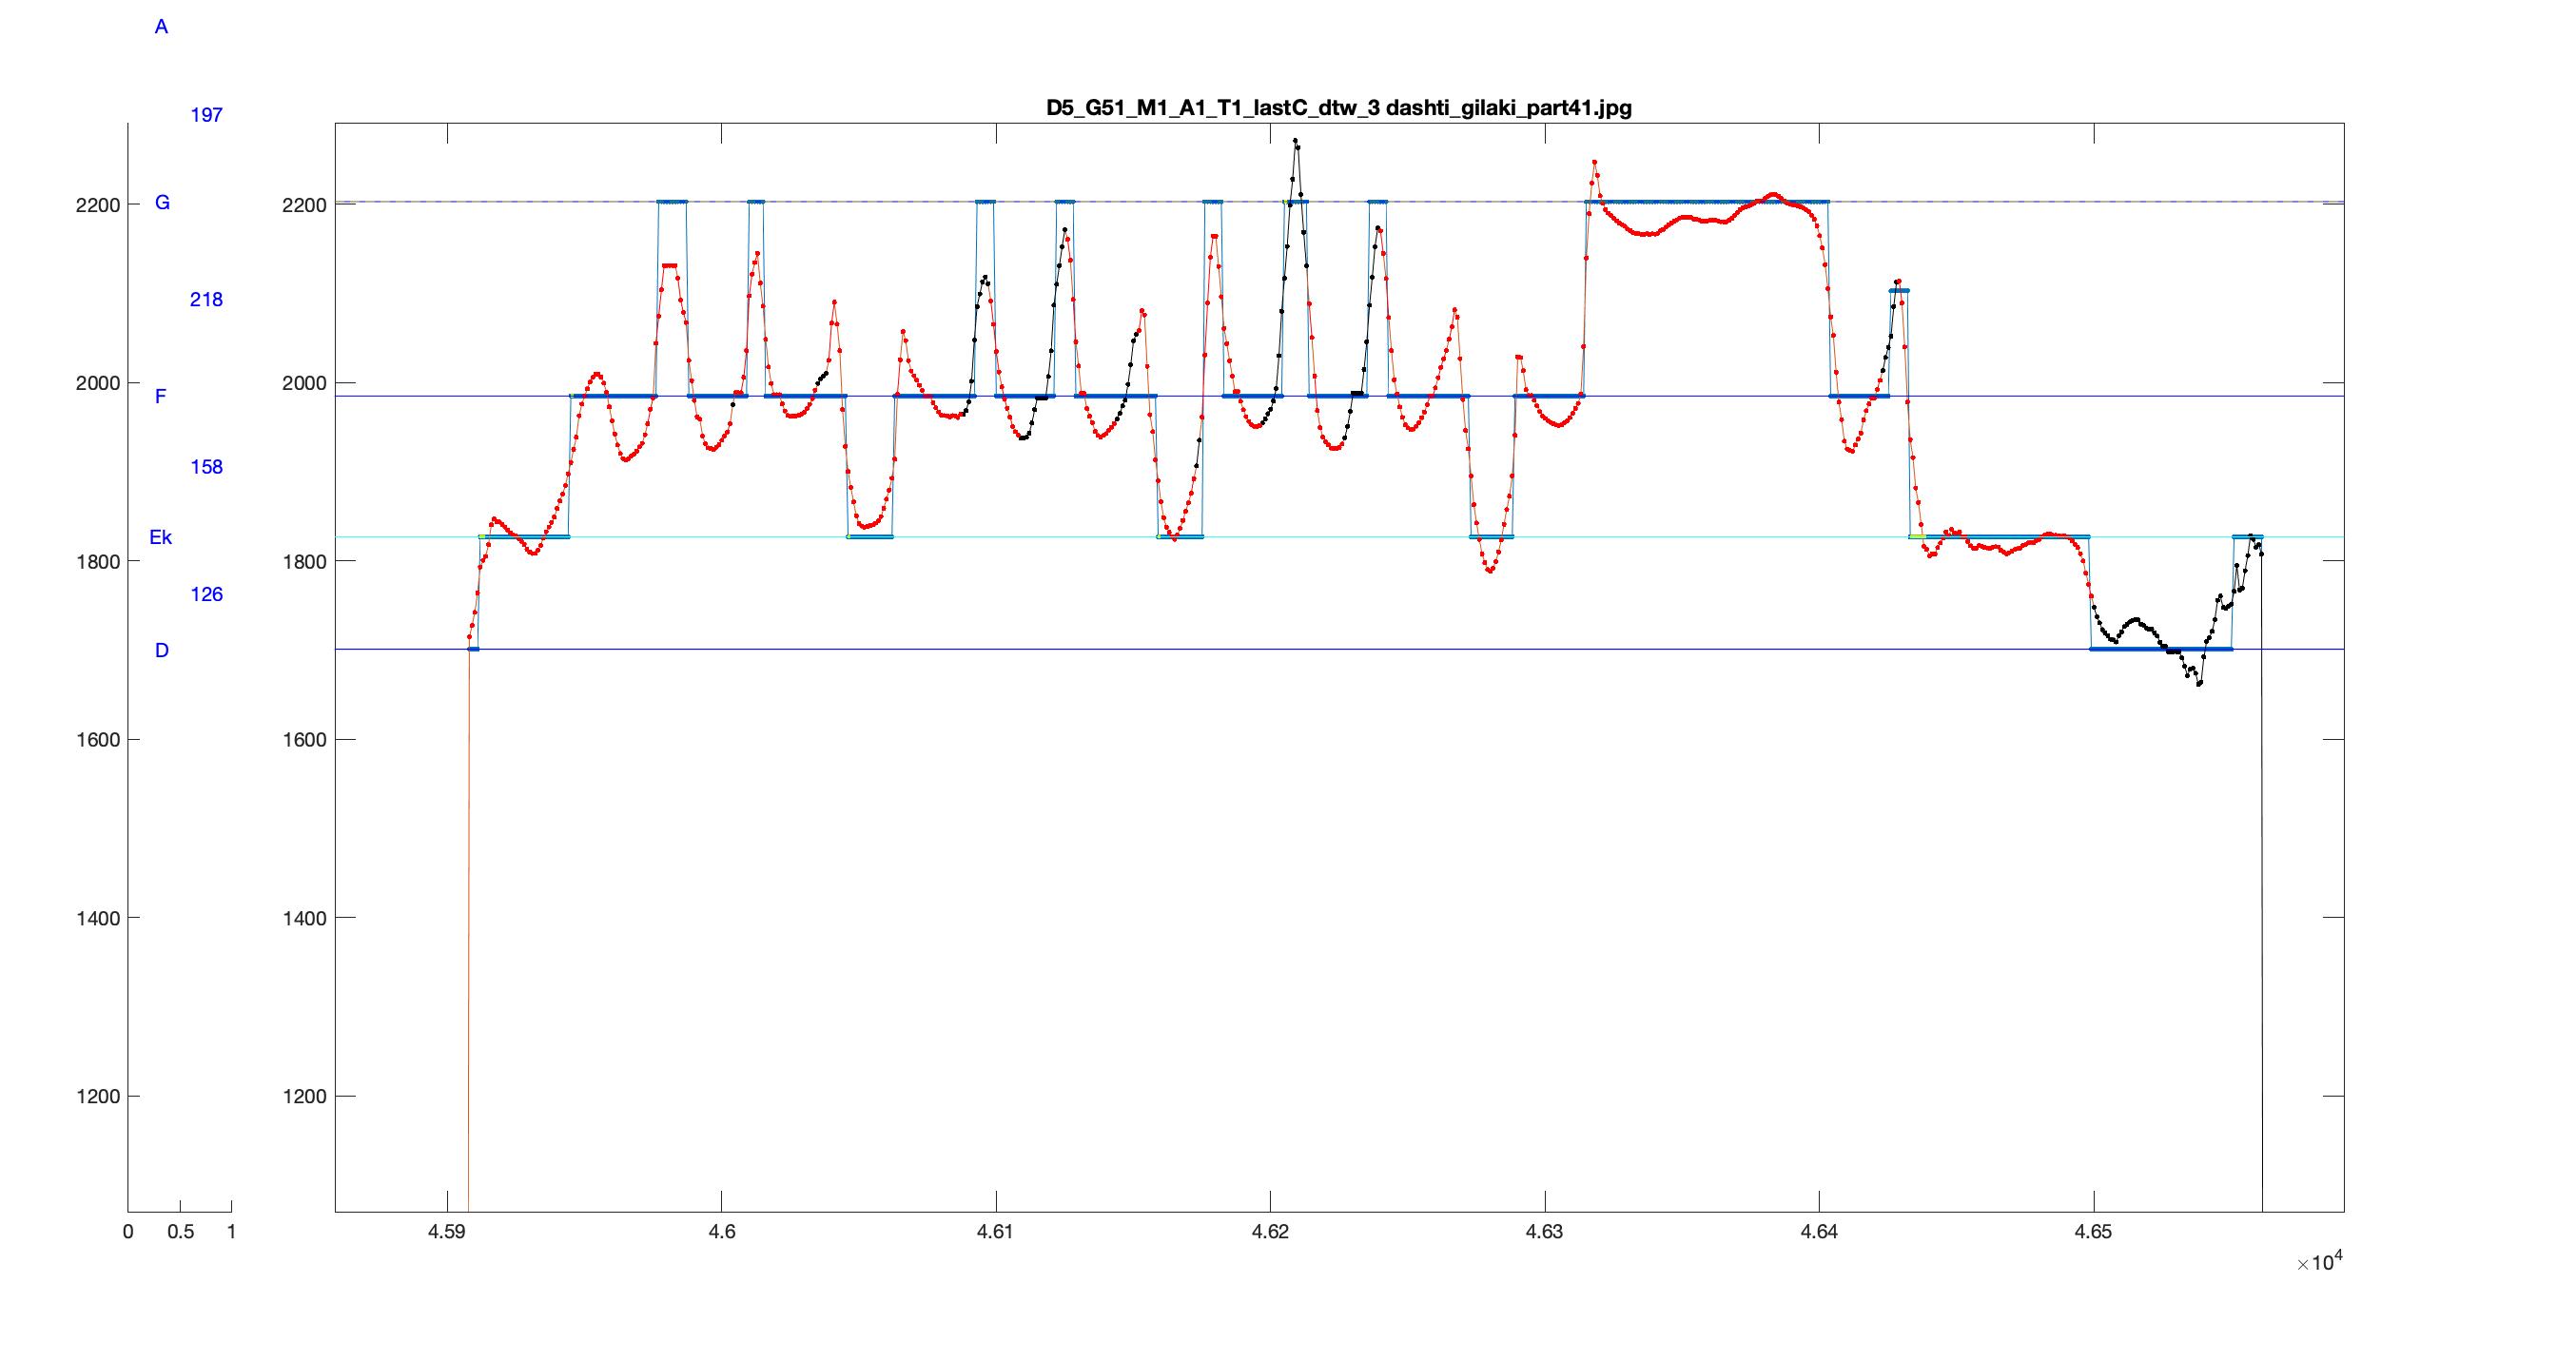 A
D5_G51_M1_A1_T1_lastC_dtw_3 dashti_gilaki_part41.jpg
197
2200 G 2200
218
2000 F 2000
158
Ek
1800 1800
126
D
1600 1600
1400 1400
1200 1200
0 0.5 1 4.59 4.6 4.61 4.62 4.63 4.64 4.65
×10⁴